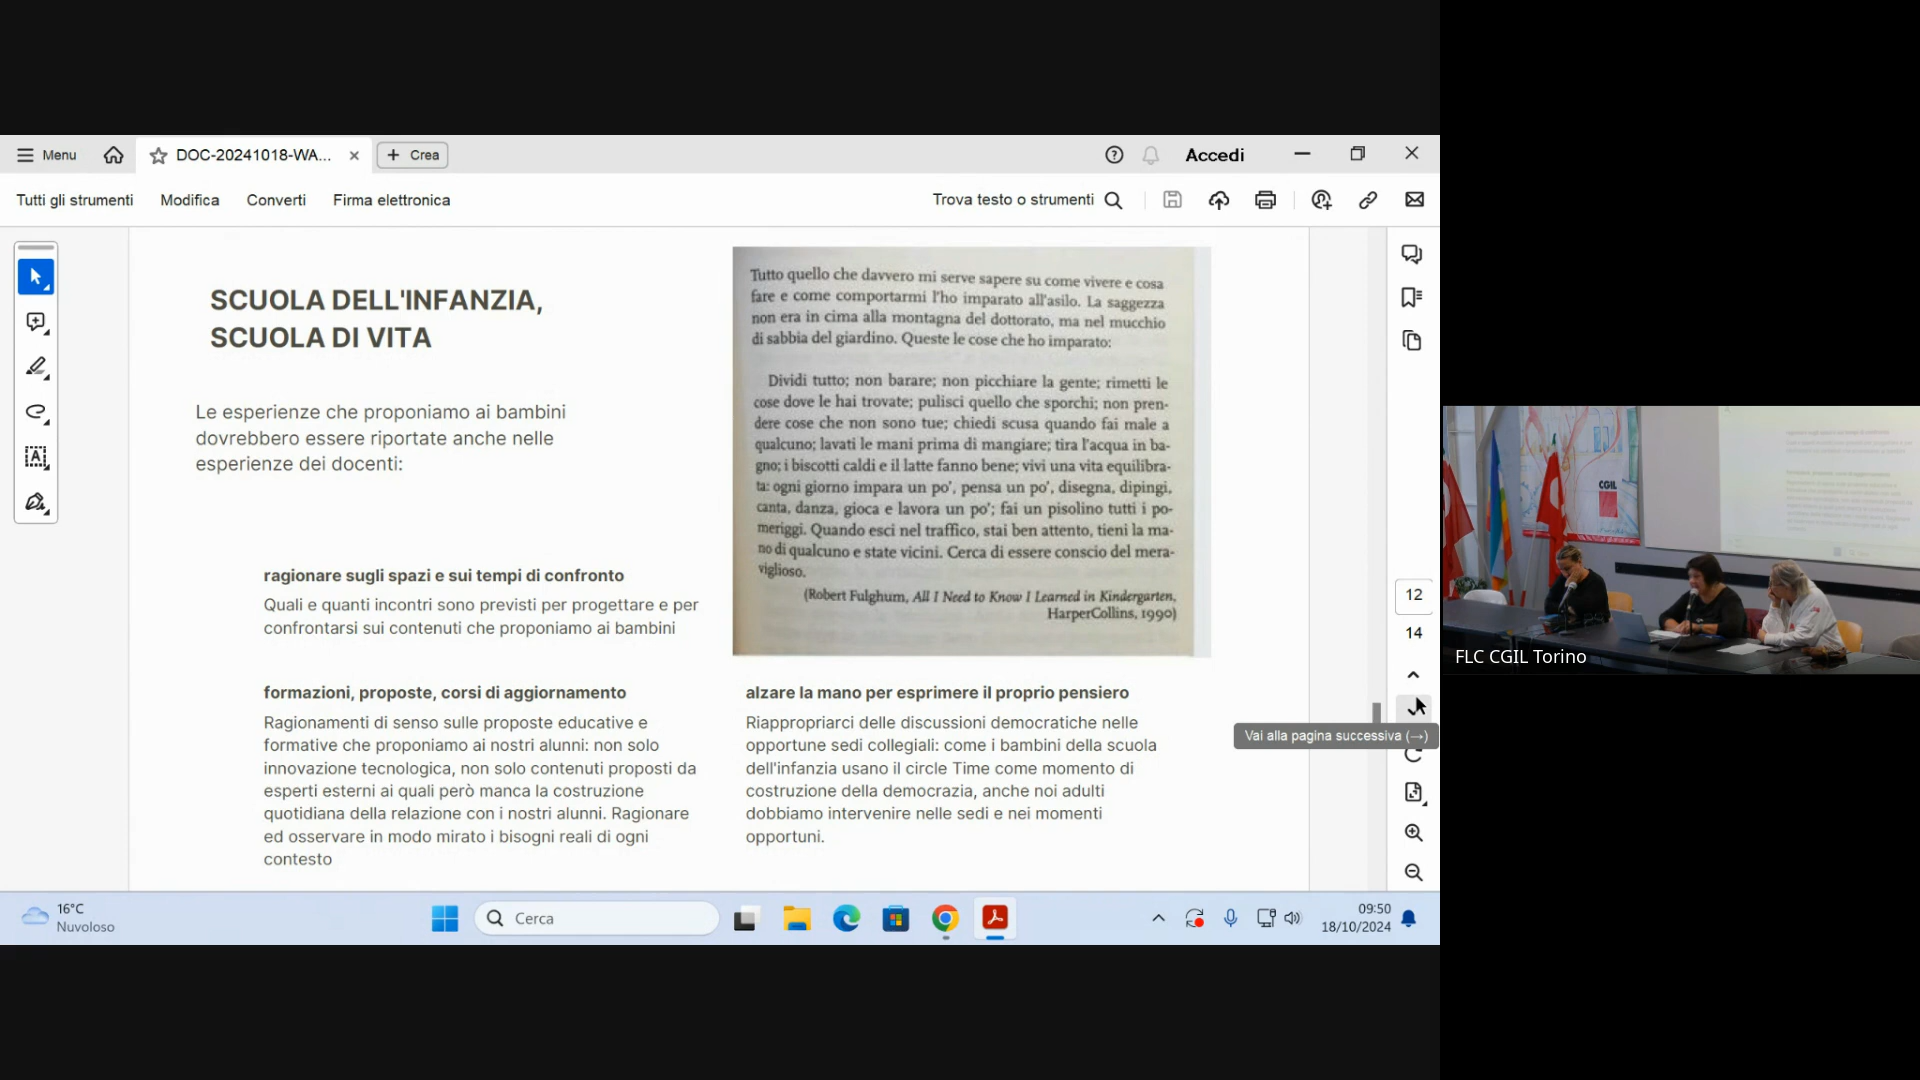 Menu
DOC-20241018-WA...
Crea
Accedi
Tutti gli strumenti
Modifica
Converti
Firma elettronica
Trova testo o strumenti
SCUOLA DELL'INFANZIA,
SCUOLA DI VITA
Le esperienze che proponiamo ai bambini
dovrebbero essere riportate anche nelle
esperienze dei docenti:
Tutto quello che davvero mi serve sapere su come vivere e cosa
fare e come comportarmi l'ho imparato all'asilo. La saggezza
non era in cima alla montagna del dottorato, ma nel mucchio
di sabbia del giardino. Queste le cose che ho imparato:
Dividi tutto; non barare; non picchiare la gente; rimetti le
cose dove le hai trovate; pulisci quello che sporchi; non pren-
dere cose che non sono tue; chiedi scusa quando fai male a
qualcuno; lavati le mani prima di mangiare; tira l'acqua in ba-
gno; i biscotti caldi e il latte fanno bene; vivi una vita equilibra-
ta: ogni giorno impara un po', pensa un po', disegna, dipingi,
canta, danza, gioca e lavora un po'; fai un pisolino tutti i po-
meriggi. Quando esci nel traffico, stai ben attento, tieni la ma-
no di qualcuno e state vicini. Cerca di essere conscio del mera-
viglioso.
(Robert Fulghum, All I Need to Know I Learned in Kindergarten,
HarperCollins, 1990)
ragionare sugli spazi e sui tempi di confronto
Quali e quanti incontri sono previsti per progettare e per
confrontarsi sui contenuti che proponiamo ai bambini
formazioni, proposte, corsi di aggiornamento
Ragionamenti di senso sulle proposte educative e
formative che proponiamo ai nostri alunni: non solo
innovazione tecnologica, non solo contenuti proposti da
esperti esterni ai quali però manca la costruzione
quotidiana della relazione con i nostri alunni. Ragionare
ed osservare in modo mirato i bisogni reali di ogni
contesto
alzare la mano per esprimere il proprio pensiero
Riappropriarci delle discussioni democratiche nelle
opportune sedi collegiali: come i bambini della scuola
dell'infanzia usano il circle Time come momento di
costruzione della democrazia, anche noi adulti
dobbiamo intervenire nelle sedi e nei momenti
opportuni.
12
14
Vai alla pagina successiva (→)
16°C
Nuvoloso
Cerca
09:50
18/10/2024
CGIL
FLC CGIL Torino